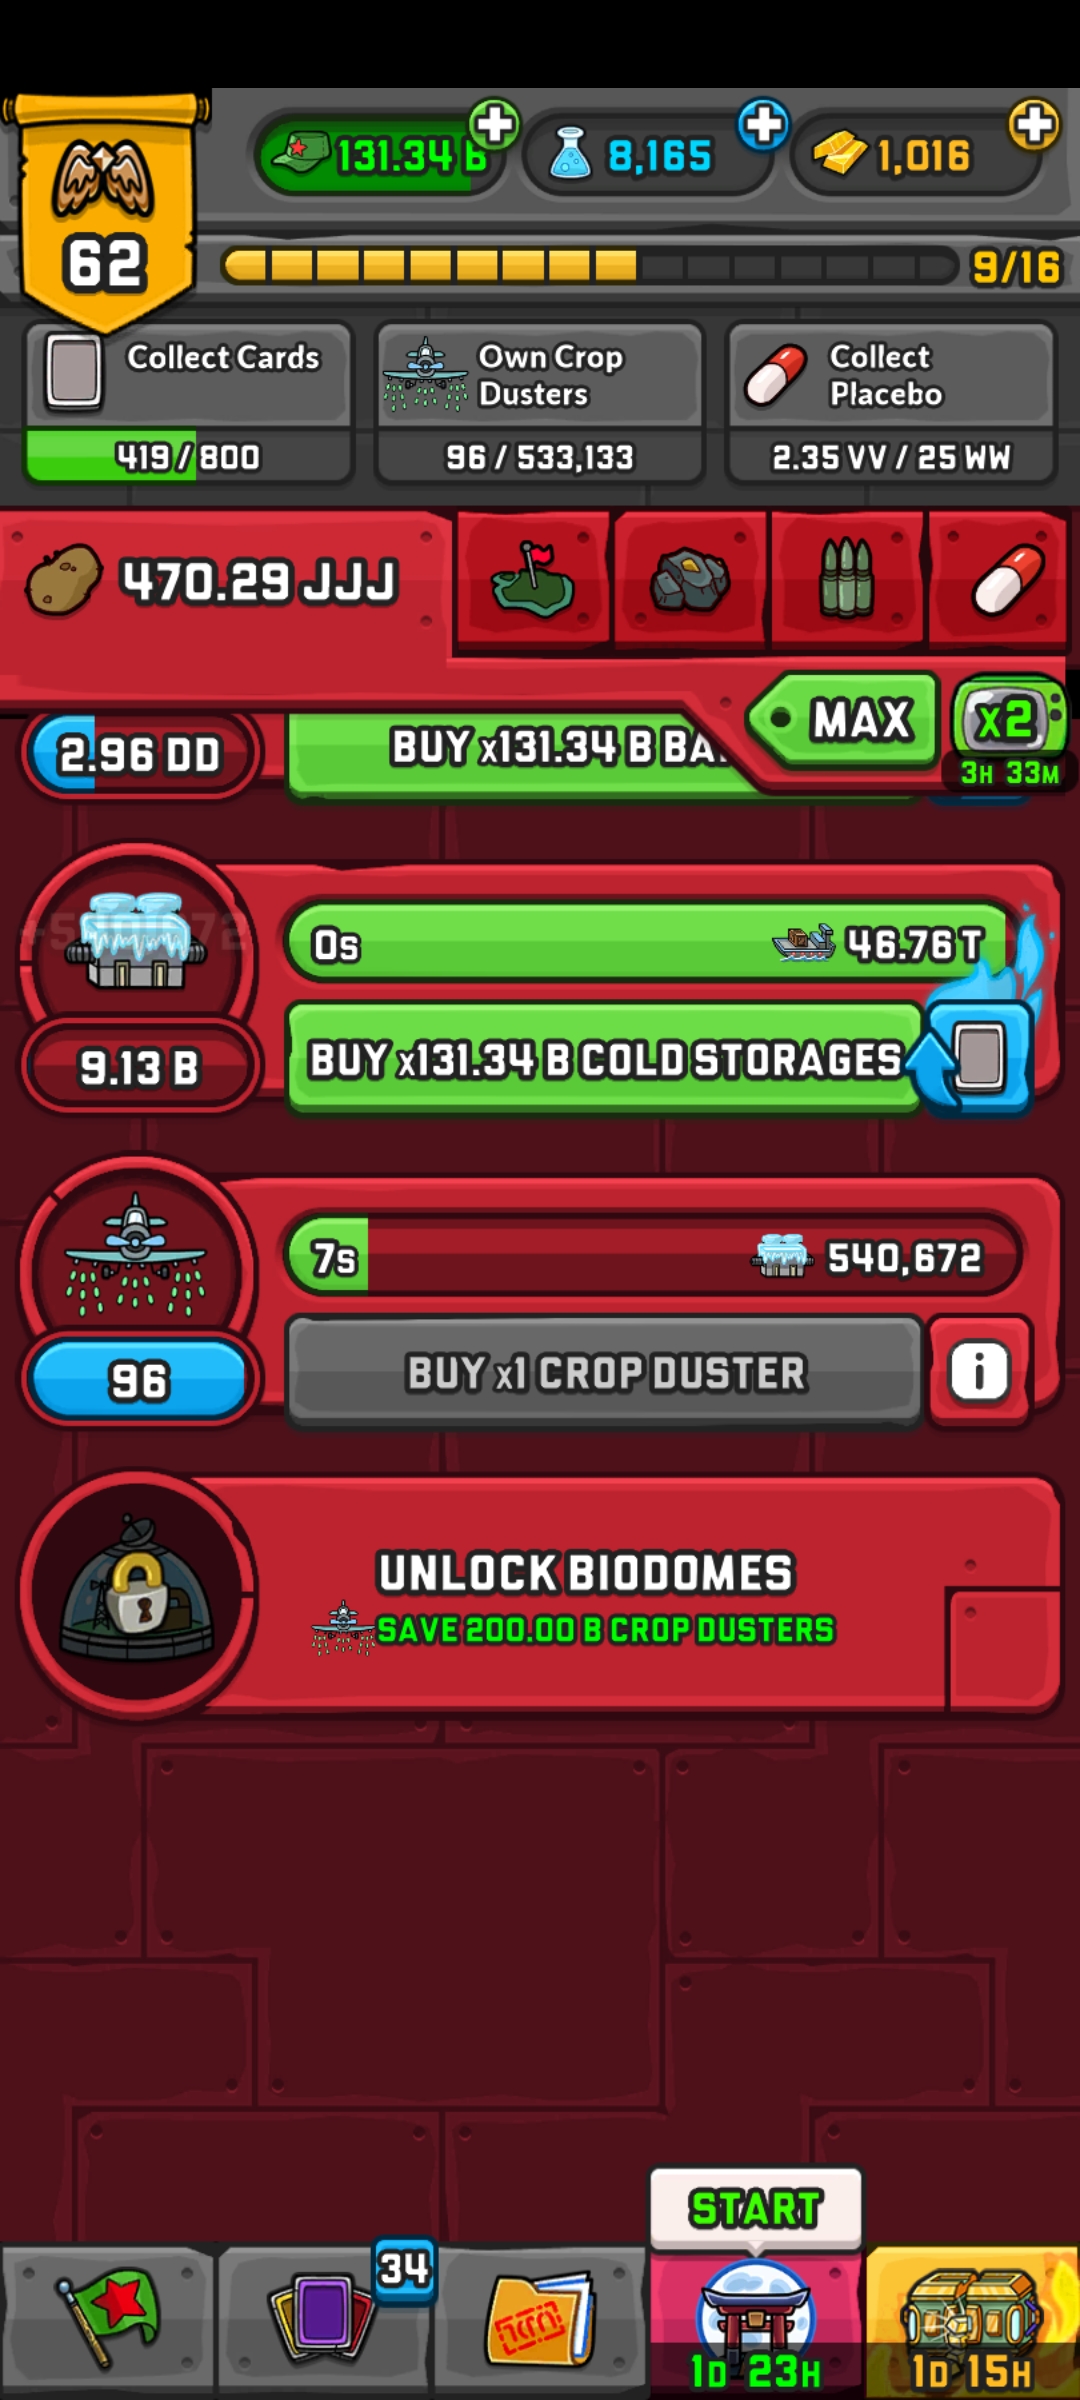 62
131.34 B
8,165
1,016
9/16
Collect Cards
419 / 800
Own Crop
Dusters
96 / 533,133
Collect
Placebo
2.35 VV / 25 WW
470.29 JJJ
MAX
x2
3H 33M
2.96 DD
BUY x131.34 B BA
0s
46.76 T
9.13 B
BUY x131.34 B COLD STORAGES
7s
540,672
96
BUY x1 CROP DUSTER
i
UNLOCK BIODOMES
SAVE 200.00 B CROP DUSTERS
START
34
1D 23H
1D 15H